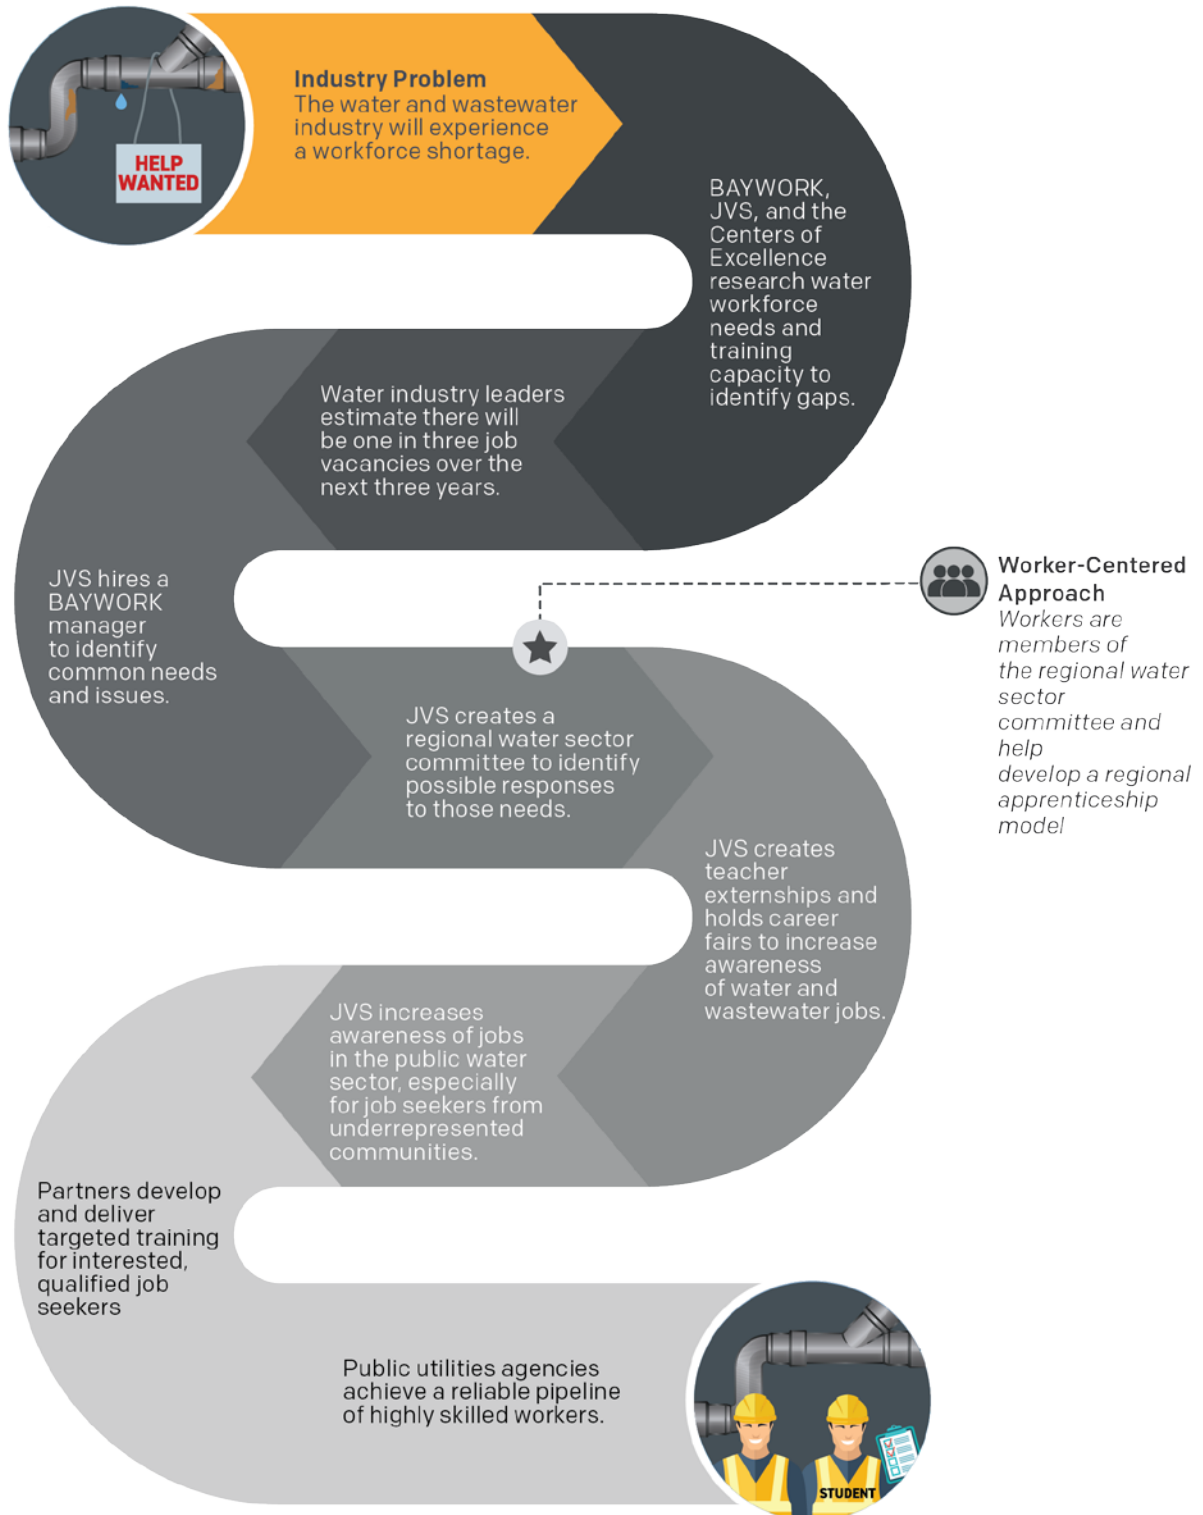 HELP
WANTED
Industry Problem
The water and wastewater
industry will experience
a workforce shortage.
BAYWORK,
JVS, and the
Centers of
Excellence
research water
workforce
needs and
training
capacity to
identify gaps.
Water industry leaders
estimate there will
be one in three job
vacancies over the
next three years.
JVS hires a
BAYWORK
manager
to identify
common needs
and issues.
JVS creates a
regional water sector
committee to identify
possible responses
to those needs.
Worker-Centered
Approach
Workers are
members of
the regional water
sector
committee and
help
develop a regional
apprenticeship
model
JVS creates
teacher
externships and
holds career
fairs to increase
awareness
of water and
wastewater jobs.
JVS increases
awareness of jobs
in the public water
sector, especially
for job seekers from
underrepresented
communities.
Partners develop
and deliver
targeted training
for interested,
qualified job
seekers
Public utilities agencies
achieve a reliable pipeline
of highly skilled workers.
STUDENT